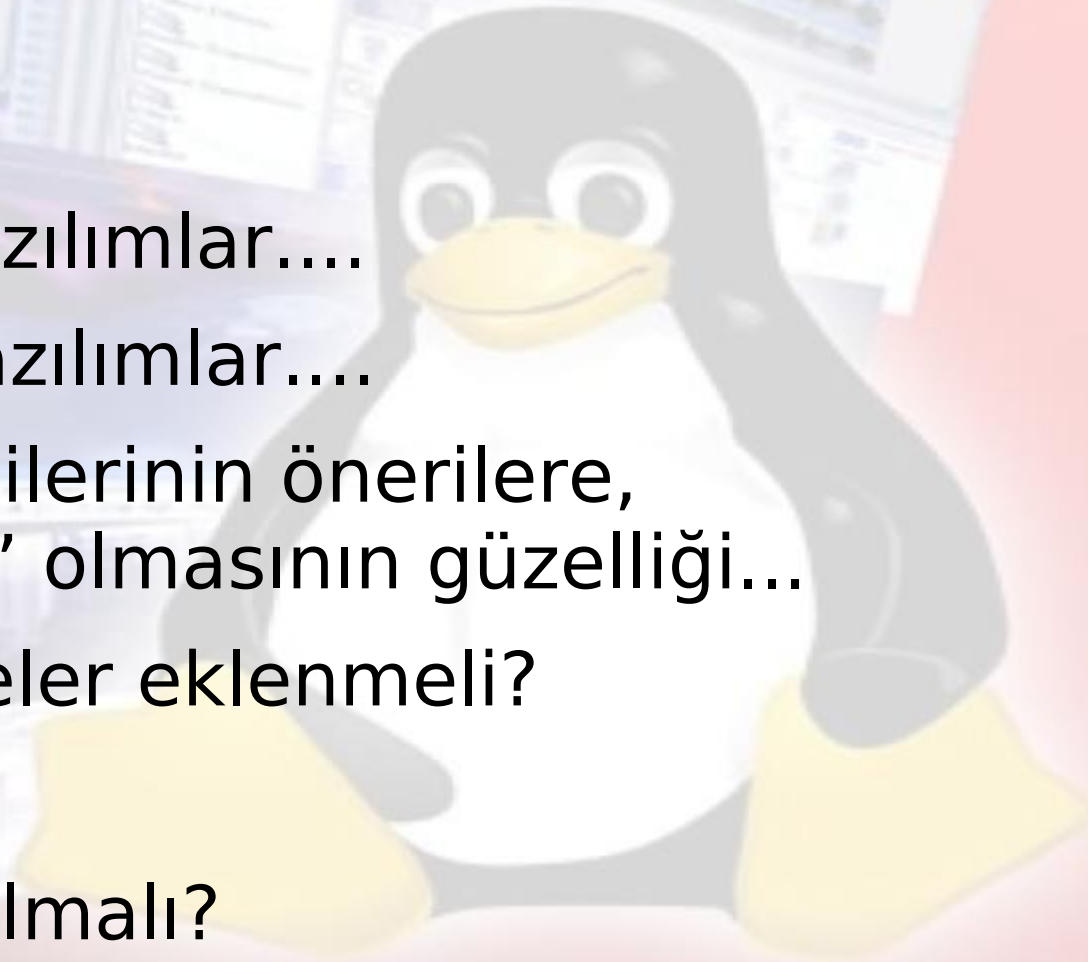 zılımlar....
azılımlar....
ilerinin önerilere,
” olmasının güzelliği...
eler eklenmeli?
lmalı?